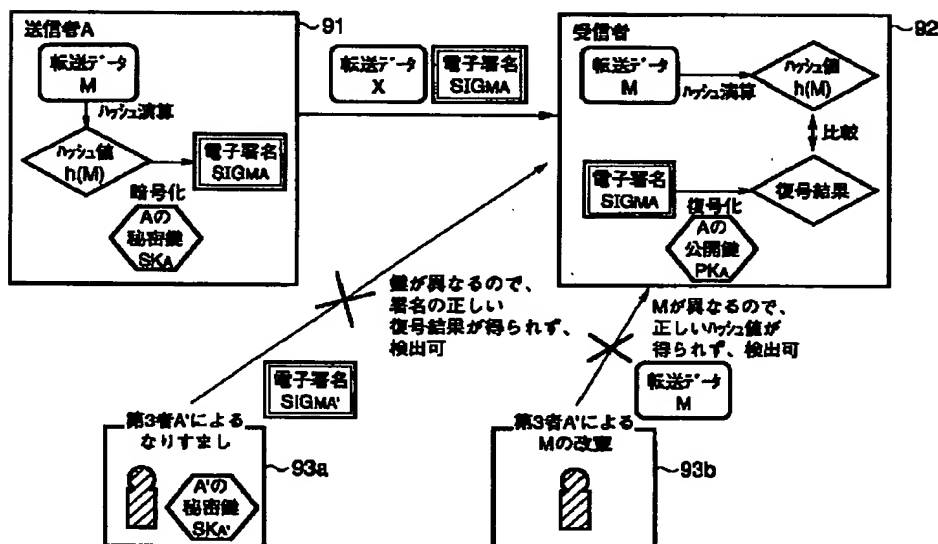 送信者A
91
転送データ
M
ハッシュ演算
ハッシュ値
h(M)
電子署名
SIGMA
暗号化
Aの
秘密鍵
SKA
転送データ
X
電子署名
SIGMA
受信者
92
転送データ
M
ハッシュ演算
ハッシュ値
h(M)
比較
電子署名
SIGMA
復号化
復号結果
Aの
公開鍵
PKA
鍵が異なるので、
署名の正しい
復号結果が得られず、
検出可
電子署名
SIGMA'
Mが異なるので、
正しいハッシュ値が
得られず、検出可
転送データ
M
第3者A'による
なりすまし
93a
A'の
秘密鍵
SKA'
第3者A'による
Mの改竄
93b